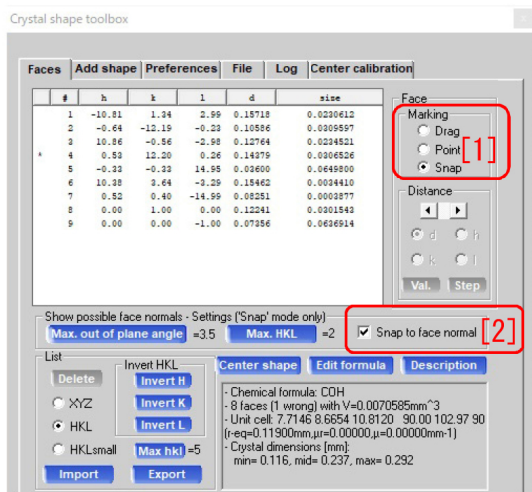 Crystal shape toolbox
Faces Add shape Preferences File Log Center calibration
# h k l d size
1 -10.81 1.34 2.99 0.15718 0.0230612
2 -0.64 -12.19 -0.23 0.10586 0.0309597
3 10.86 -0.56 -2.98 0.12764 0.0234521
* 4 0.53 12.20 0.26 0.14379 0.0306526
5 -0.33 -0.33 14.95 0.03600 0.0649800
6 10.38 3.64 -3.29 0.15462 0.0034410
7 0.52 0.40 -14.99 0.08251 0.0003877
8 0.00 1.00 0.00 0.12241 0.0301543
9 0.00 0.00 -1.00 0.07356 0.0636914
Face
Marking
Drag
Point
Snap
[1]
Distance
d h
k l
Val. Step
Show possible face normals - Settings ('Snap' mode only)
Max. out of plane angle =3.5 Max. HKL =2 Snap to face normal [2]
List
Delete
XYZ
HKL
HKLsmall
Import
Invert HKL
Invert H
Invert K
Invert L
Max hkl =5
Export
Center shape Edit formula Description
- Chemical formula: COH
- 8 faces (1 wrong) with V=0.0070585mm^3
- Unit cell: 7.7146 8.6654 10.8120 90.00 102.97 90
(r-eq=0.11900mm,μr=0.00000,μ=0.00000mm-1)
- Crystal dimensions [mm]:
min= 0.116, mid= 0.237, max= 0.292